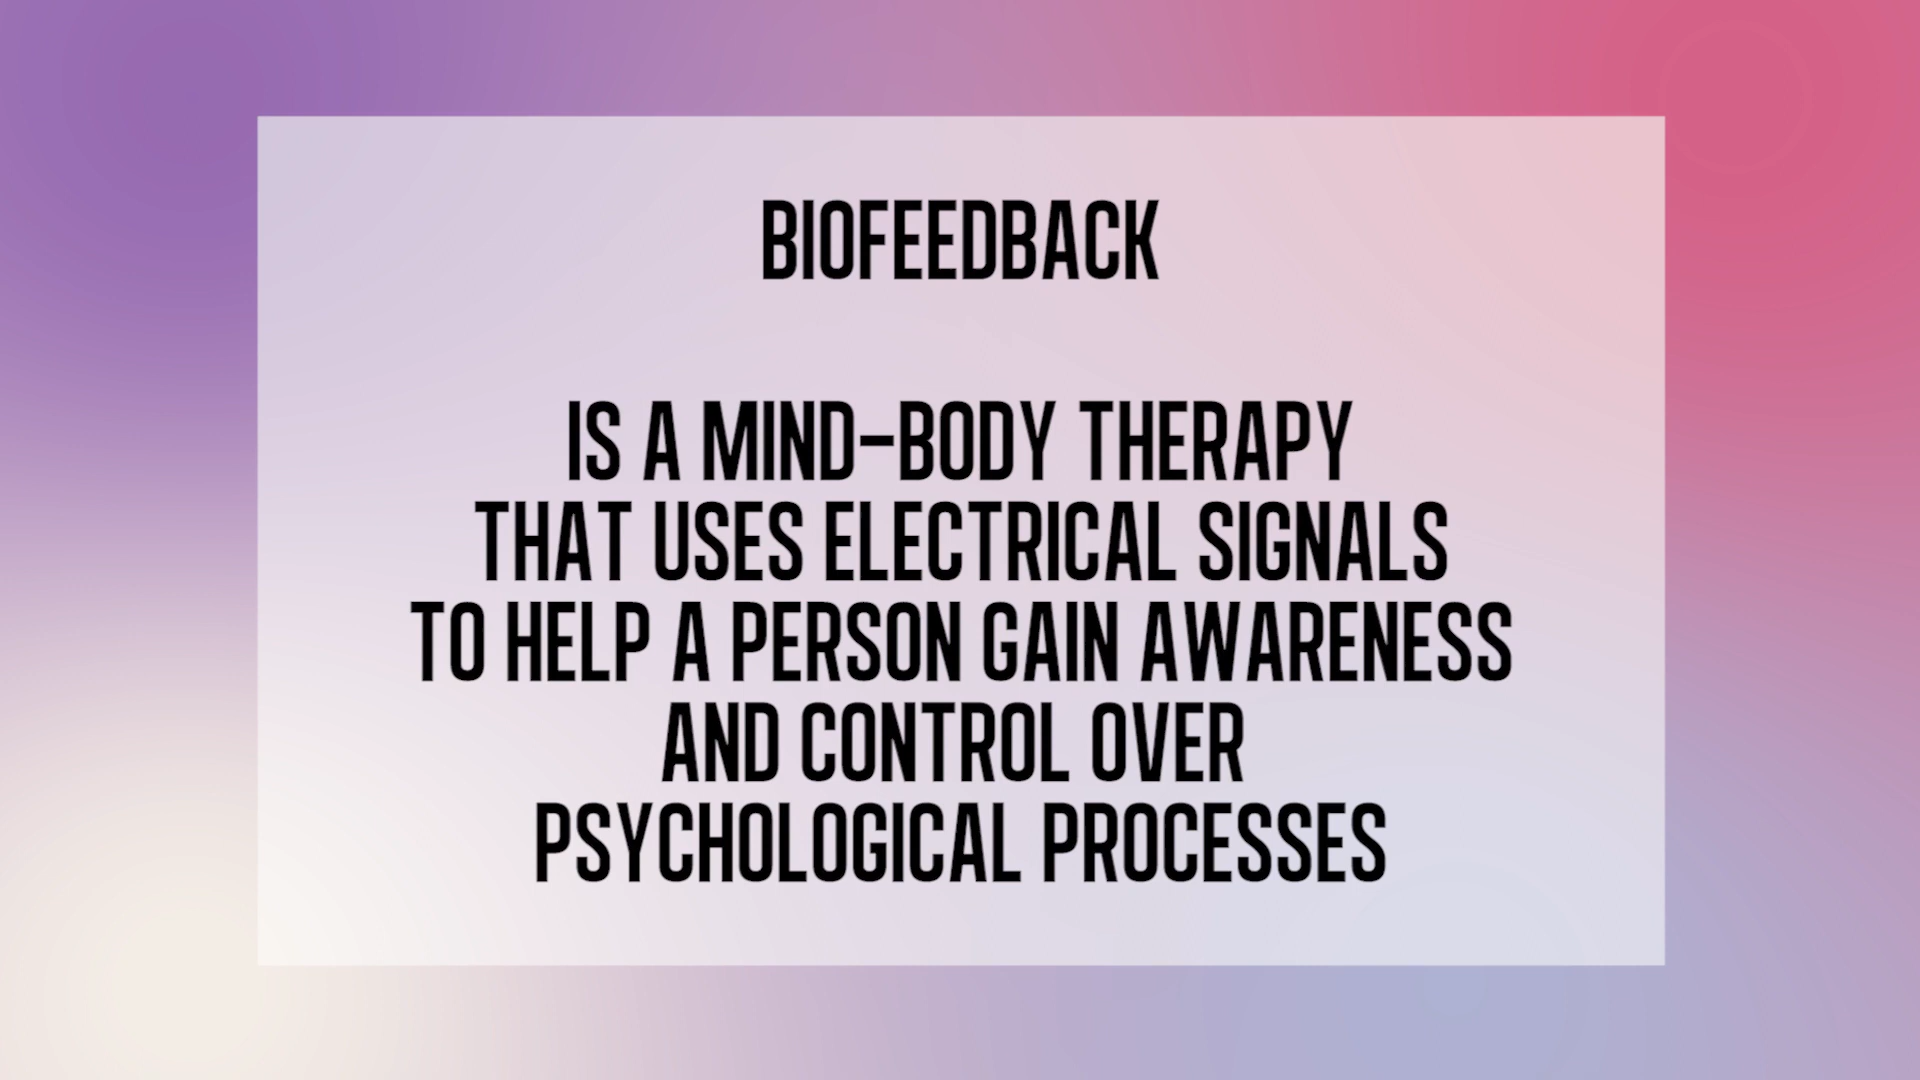 BIOFEEDBACK
IS A MIND-BODY THERAPY
THAT USES ELECTRICAL SIGNALS
TO HELP A PERSON GAIN AWARENESS
AND CONTROL OVER
PSYCHOLOGICAL PROCESSES